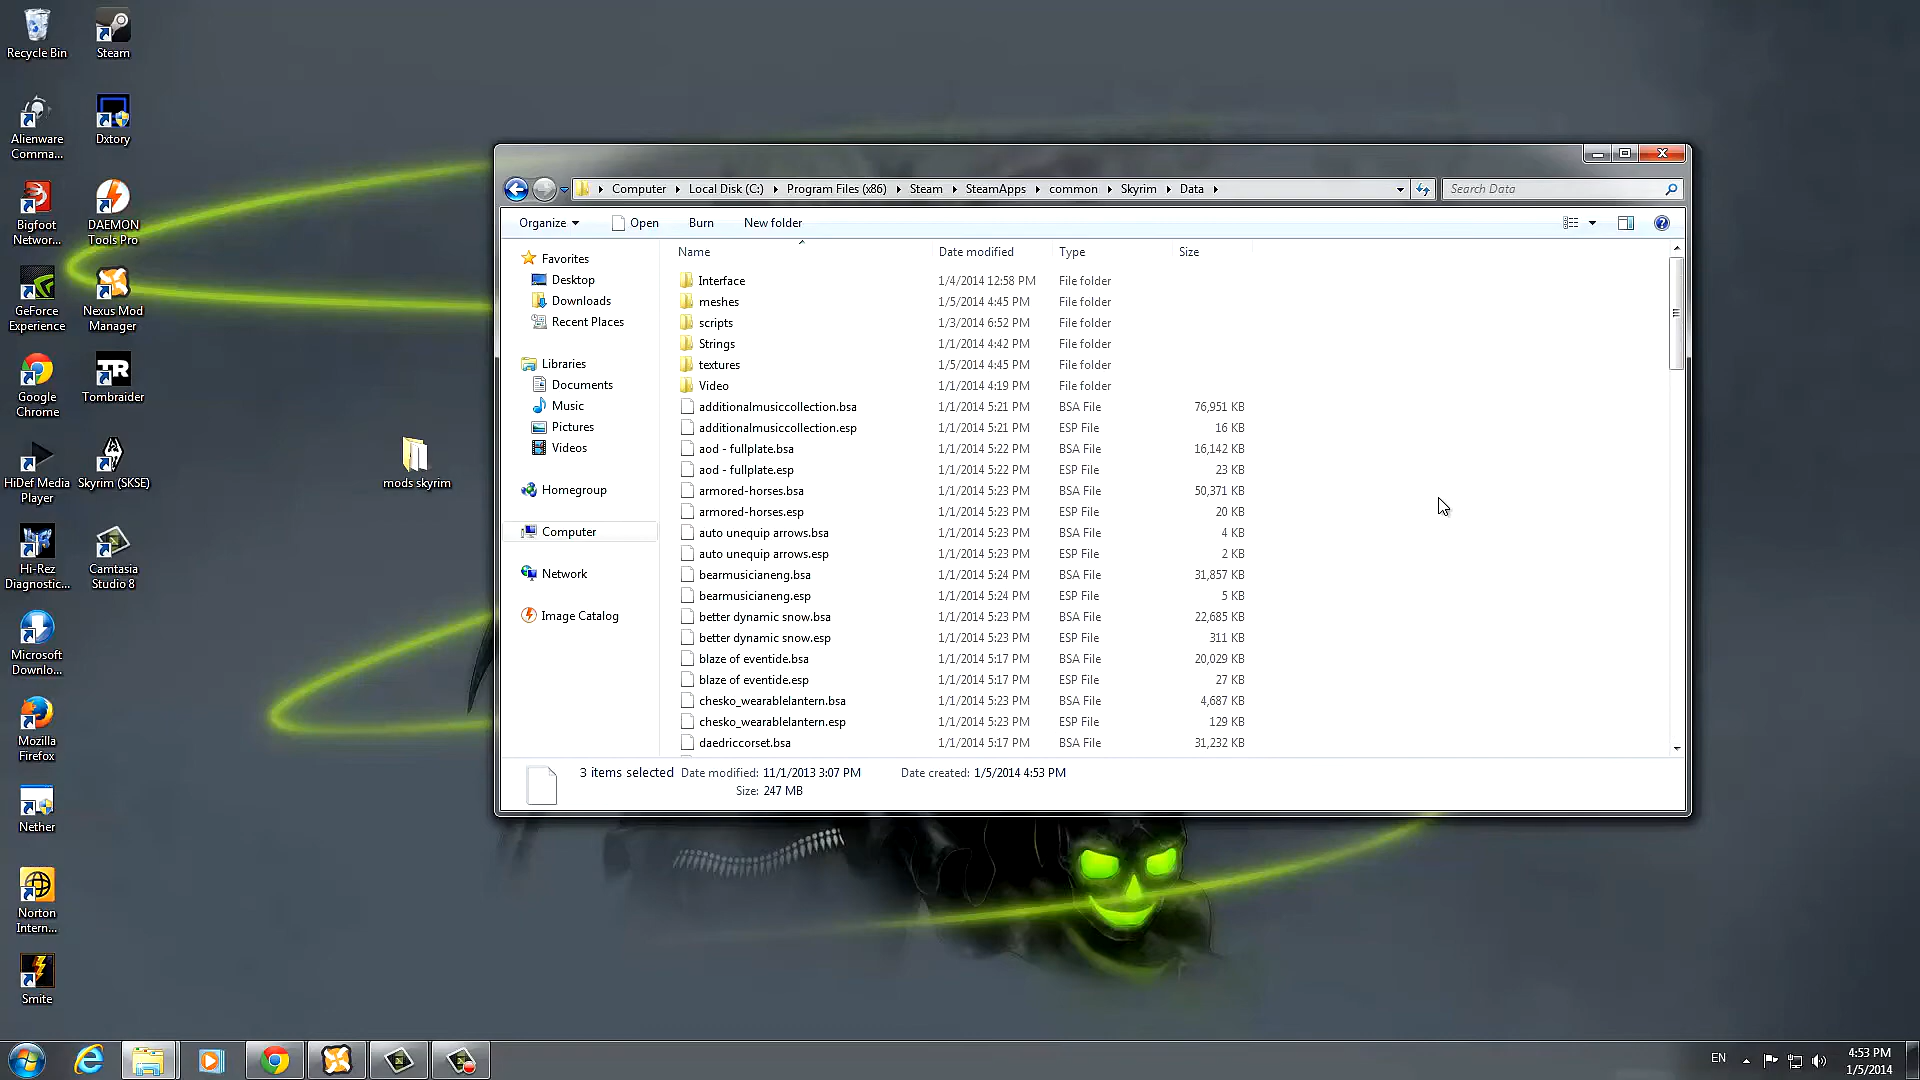 Recycle Bin
Steam
Alienware
Comma...
Dxtory
Bigfoot
Networ...
DAEMON
Tools Pro
GeForce
Experience
Nexus Mod
Manager
Google
Chrome
TR
Tombraider
HiDef Media
Player
Skyrim (SKSE)
Hi-Rez
Diagnostic...
Camtasia
Studio 8
Microsoft
Downlo...
Mozilla
Firefox
Nether
Norton
Intern...
Smite
mods skyrim
Computer Local Disk (C:) Program Files (x86) Steam SteamApps common Skyrim Data
Search Data
Organize Open Burn New folder
Favorites
Desktop
Downloads
Recent Places
Libraries
Documents
Music
Pictures
Videos
Homegroup
Computer
Network
Image Catalog
Name Date modified Type Size
Interface 1/4/2014 12:58 PM File folder
meshes 1/5/2014 4:45 PM File folder
scripts 1/3/2014 6:52 PM File folder
Strings 1/1/2014 4:42 PM File folder
textures 1/5/2014 4:45 PM File folder
Video 1/1/2014 4:19 PM File folder
additionalmusiccollection.bsa 1/1/2014 5:21 PM BSA File 76,951 KB
additionalmusiccollection.esp 1/1/2014 5:21 PM ESP File 16 KB
aod - fullplate.bsa 1/1/2014 5:22 PM BSA File 16,142 KB
aod - fullplate.esp 1/1/2014 5:22 PM ESP File 23 KB
armored-horses.bsa 1/1/2014 5:23 PM BSA File 50,371 KB
armored-horses.esp 1/1/2014 5:23 PM ESP File 20 KB
auto unequip arrows.bsa 1/1/2014 5:23 PM BSA File 4 KB
auto unequip arrows.esp 1/1/2014 5:23 PM ESP File 2 KB
bearmusicianeng.bsa 1/1/2014 5:24 PM BSA File 31,857 KB
bearmusicianeng.esp 1/1/2014 5:24 PM ESP File 5 KB
better dynamic snow.bsa 1/1/2014 5:23 PM BSA File 22,685 KB
better dynamic snow.esp 1/1/2014 5:23 PM ESP File 311 KB
blaze of eventide.bsa 1/1/2014 5:17 PM BSA File 20,029 KB
blaze of eventide.esp 1/1/2014 5:17 PM ESP File 27 KB
chesko_wearablelantern.bsa 1/1/2014 5:23 PM BSA File 4,687 KB
chesko_wearablelantern.esp 1/1/2014 5:23 PM ESP File 129 KB
daedriccorset.bsa 1/1/2014 5:17 PM BSA File 31,232 KB
3 items selected Date modified: 11/1/2013 3:07 PM Date created: 1/5/2014 4:53 PM
Size: 247 MB
EN
4:53 PM
1/5/2014